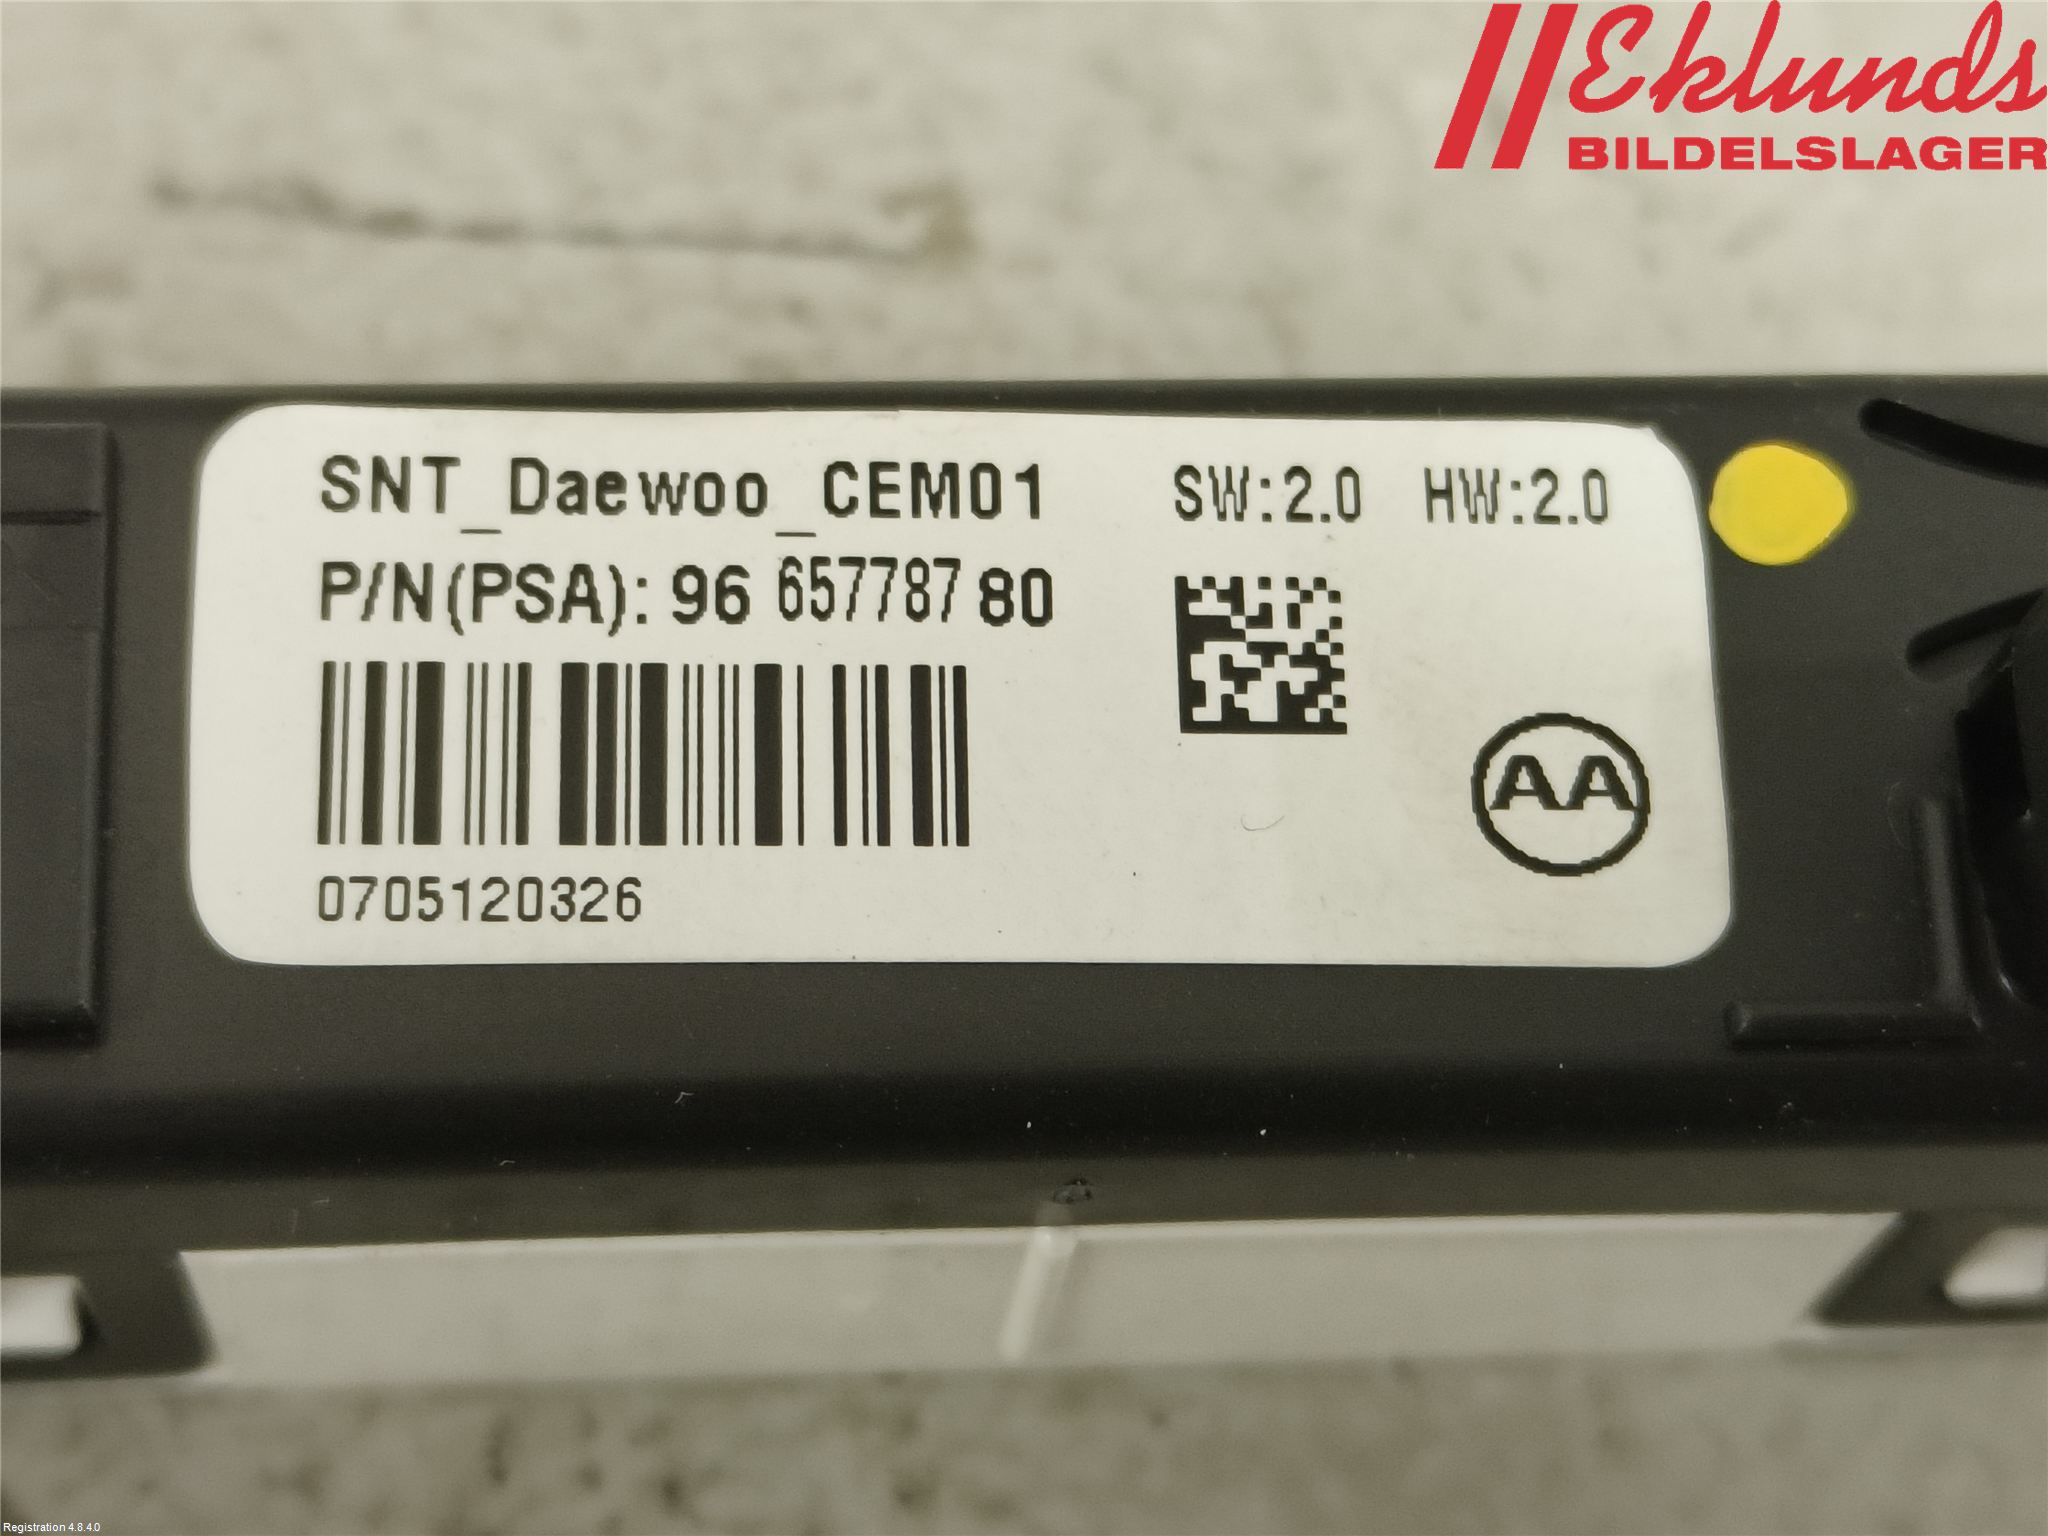 Eklunds
BILDELSLAGER
SNT_Daewoo_CEM01 SW:2.0 HW:2.0
P/N(PSA): 96 657787 80
AA
0705120326
Registration 4.8.4.0